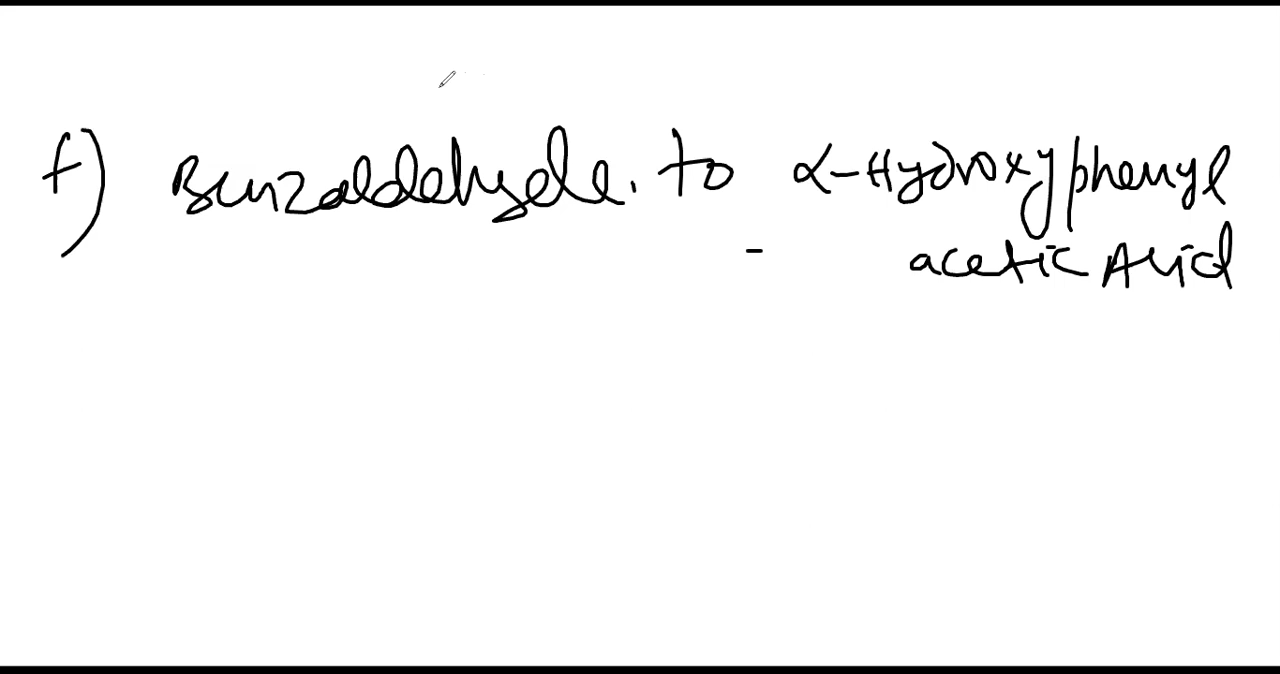 f) Benzaldehyde. to α-Hydroxyphenyl
- acetic Acid